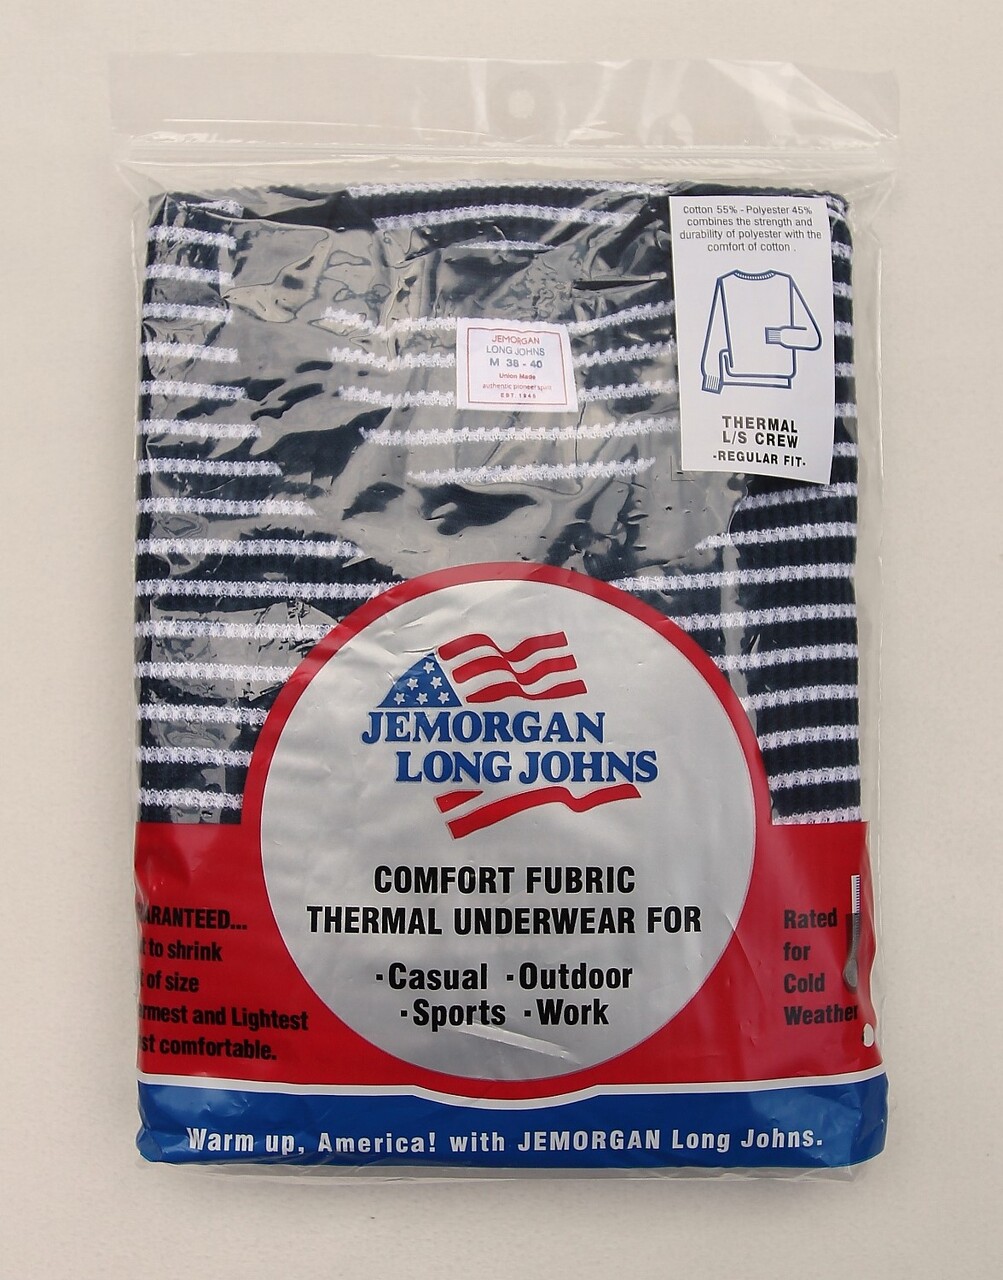 Cotton 55% - Polyester 45%
combines the strength and
durability of polyester with the
comfort of cotton .
THERMAL
L/S CREW
-REGULAR FIT-
JEMORGAN
LONG JOHNS
M 38 - 40
Union Made
EST. 1945
JEMORGAN
LONG JOHNS
COMFORT FUBRIC
THERMAL UNDERWEAR FOR
·Casual ·Outdoor
·Sports ·Work
ARANTEED...
to shrink
of size
rmest and Lightest
st comfortable.
Rated
for
Cold
Weather
Warm up, America! with JEMORGAN Long Johns.